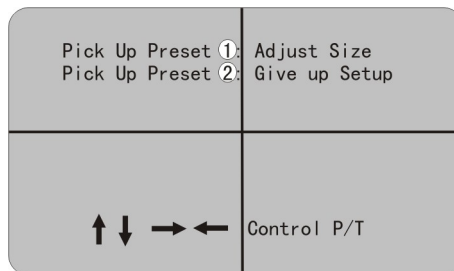 Pick Up Preset 1: Adjust Size
Pick Up Preset 2: Give up Setup
↑ ↓ → ← Control P/T